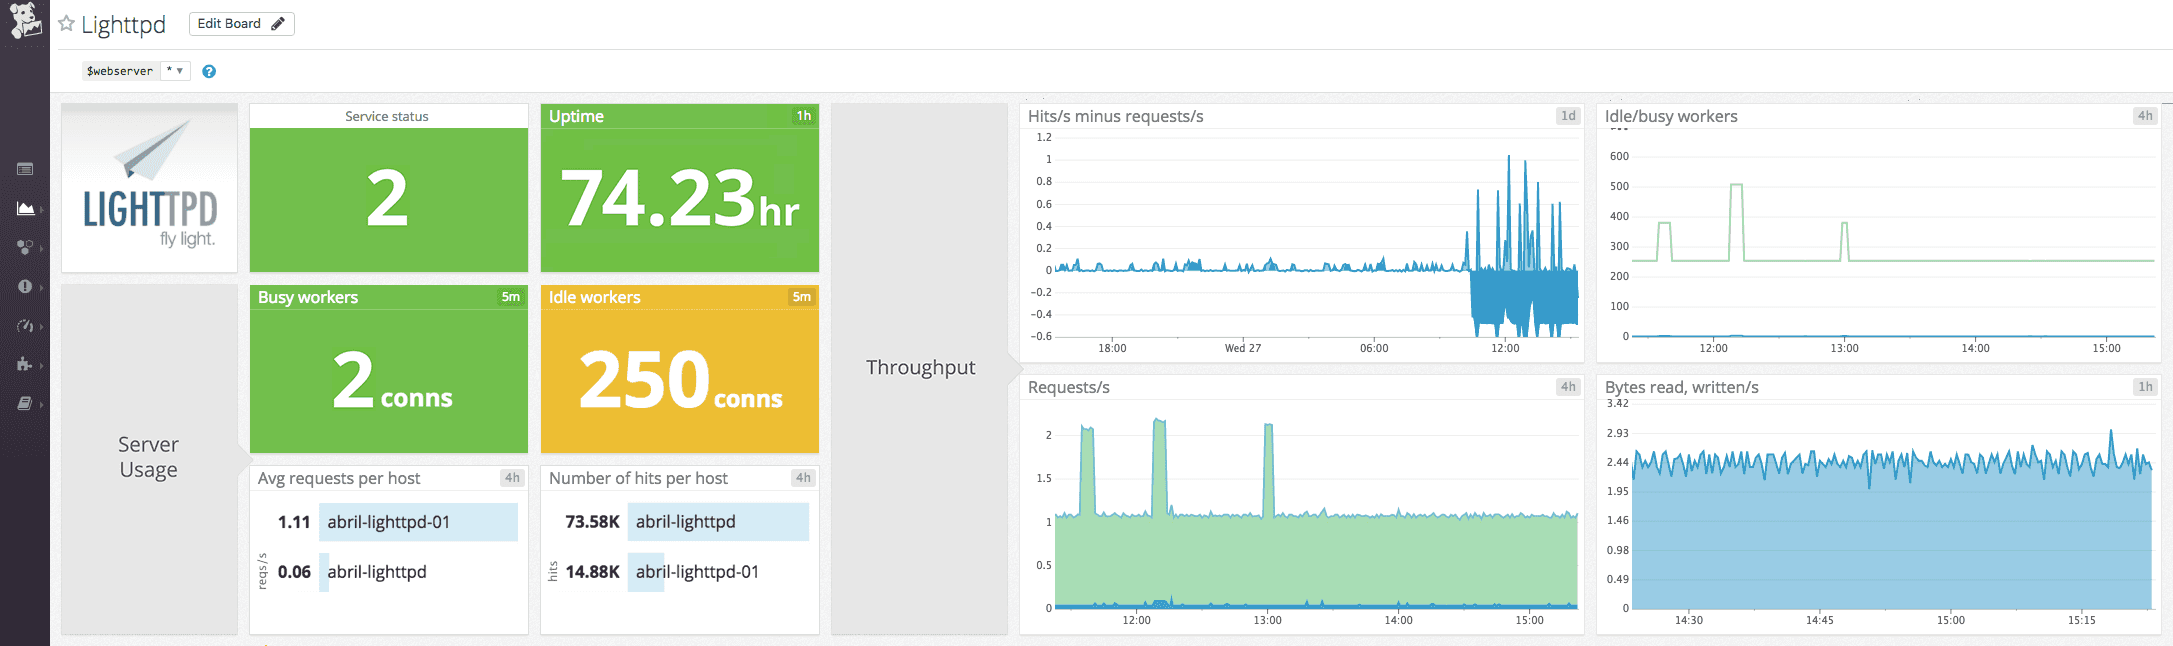 Lighttpd
Edit Board
$webserver * ▾ ?
LIGHTTPD
fly light.
Service status
2
Uptime 1h
74.23hr
Server
Usage
Busy workers 5m
2 conns
Idle workers 5m
250 conns
Avg requests per host 4h
1.11 abril-lighttpd-01
0.06 abril-lighttpd
reqs/s
Number of hits per host 4h
73.58K abril-lighttpd
14.88K abril-lighttpd-01
hits
Throughput
Hits/s minus requests/s 1d
1.2
1
0.8
0.6
0.4
0.2
0
−0.2
−0.4
−0.6
18:00 Wed 27 06:00 12:00
Idle/busy workers 4h
600
500
400
300
200
100
0
12:00 13:00 14:00 15:00
Requests/s 4h
2
1.5
1
0.5
0
12:00 13:00 14:00 15:00
Bytes read, written/s 1h
3.42
2.93
2.44
1.95
1.46
0.98
0.49
0
14:30 14:45 15:00 15:15